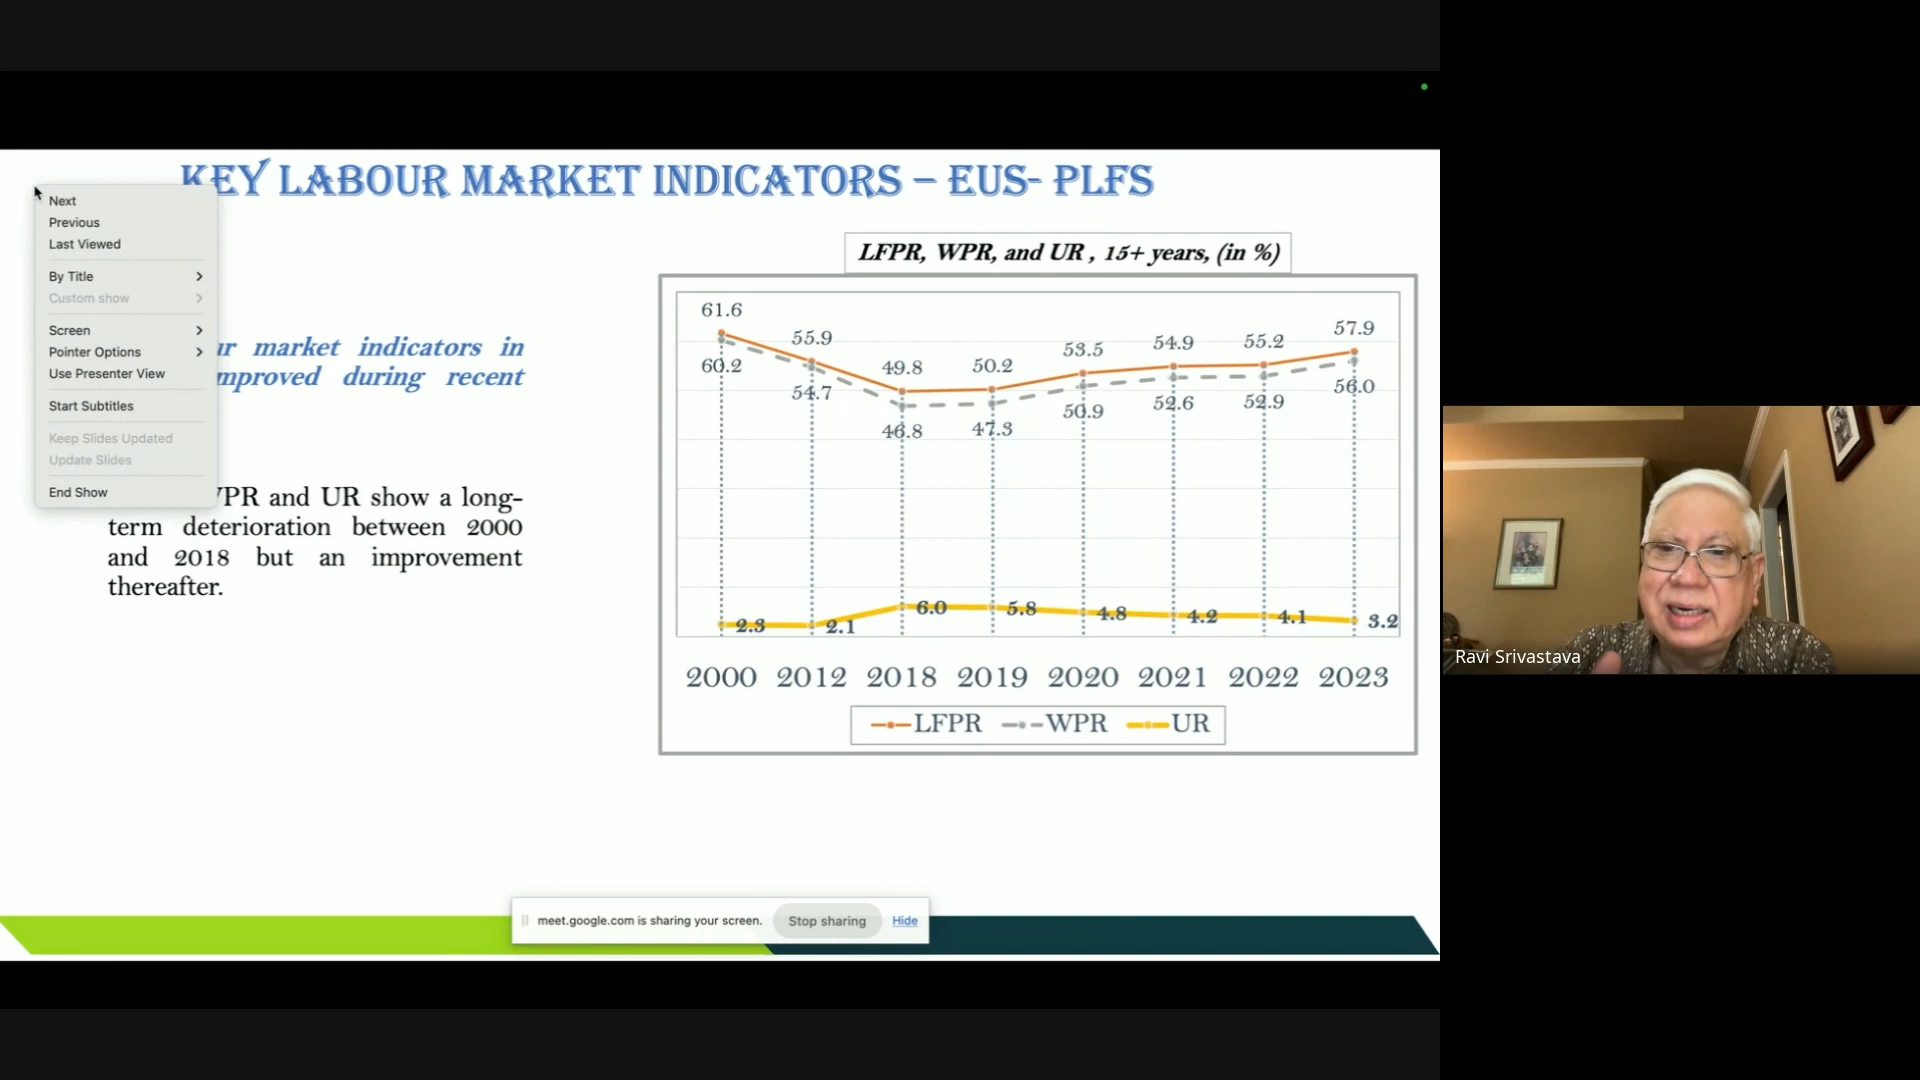 KEY LABOUR MARKET INDICATORS – EUS- PLFS
Next
Previous
Last Viewed
By Title
Custom show
Screen
Pointer Options
Use Presenter View
Start Subtitles
Keep Slides Updated
Update Slides
End Show
market indicators in
during recent
and UR show a long-
term deterioration between 2000
and 2018 but an improvement
thereafter.
LFPR, WPR, and UR , 15+ years, (in %)
61.6 55.9 49.8 50.2 53.5 54.9 55.2 57.9
60.2 54.7 46.8 47.3 50.9 52.6 52.9 56.0
2.3 2.1 6.0 5.8 4.8 4.2 4.1 3.2
2000 2012 2018 2019 2020 2021 2022 2023
LFPR WPR UR
meet.google.com is sharing your screen. Stop sharing Hide
Ravi Srivastava